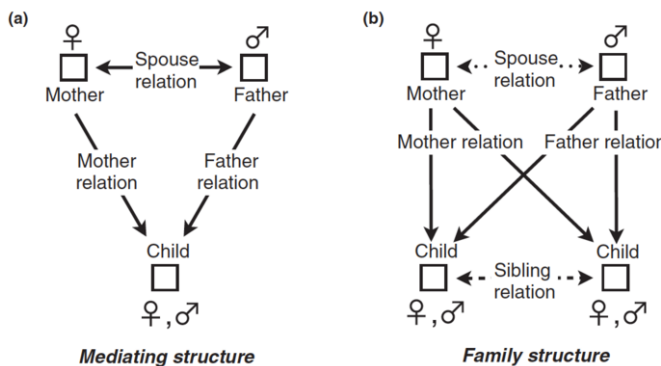 (a)
♀
♂
Spouse
relation
Mother
Father
Mother
relation
Father
relation
Child
♀,♂
Mediating structure
(b)
♀
♂
Spouse
relation
Mother
Father
Mother relation
Father relation
Child
Child
Sibling
relation
♀,♂
♀,♂
Family structure